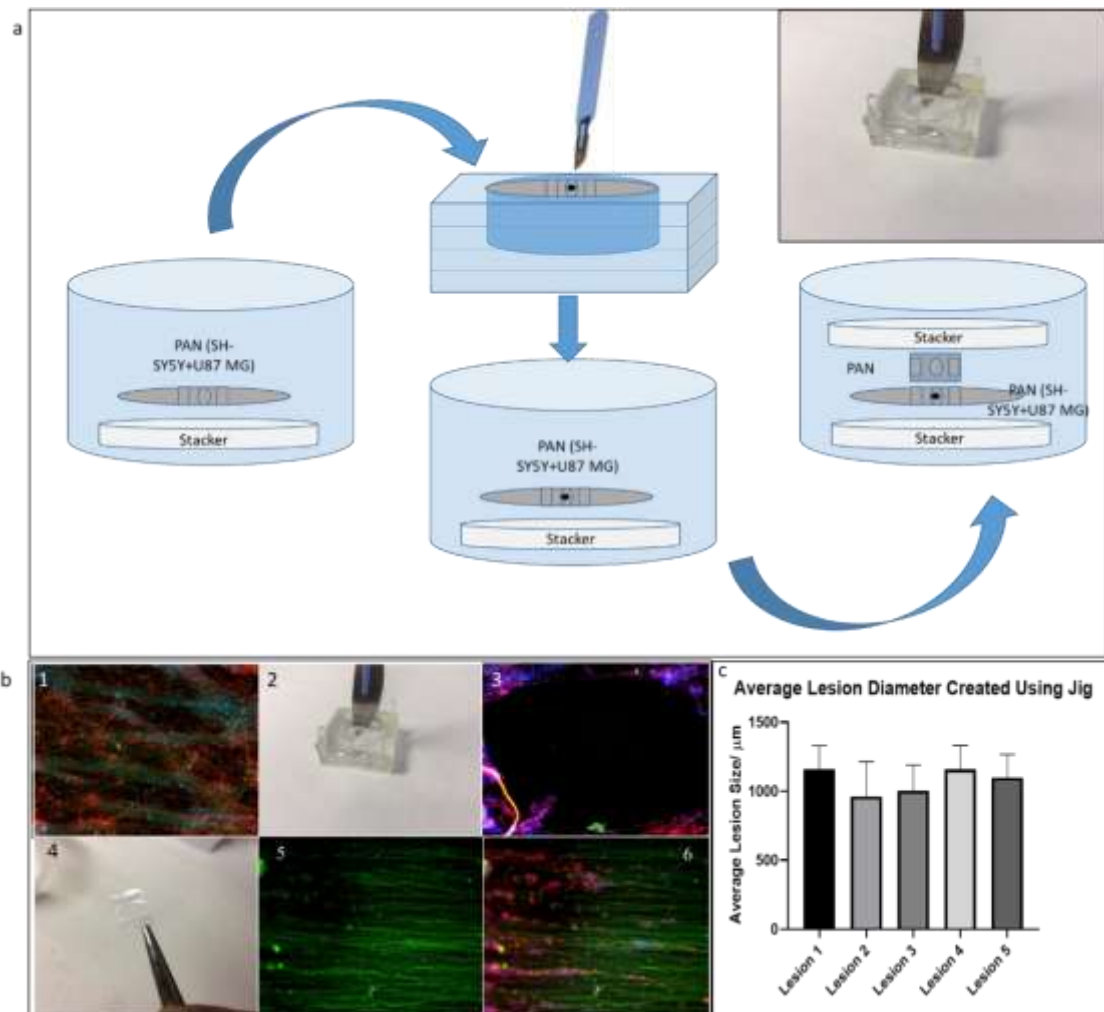 a
PAN (SH-
SY5Y+U87 MG)
Stacker
PAN (SH-
SY5Y+U87 MG)
Stacker
Stacker
PAN
PAN (SH-
SY5Y+U87 MG)
Stacker
b
1
2
3
4
5
6
c
Average Lesion Diameter Created Using Jig
Average Lesion Size/ µm
1500
1000
500
0
Lesion 1
Lesion 2
Lesion 3
Lesion 4
Lesion 5